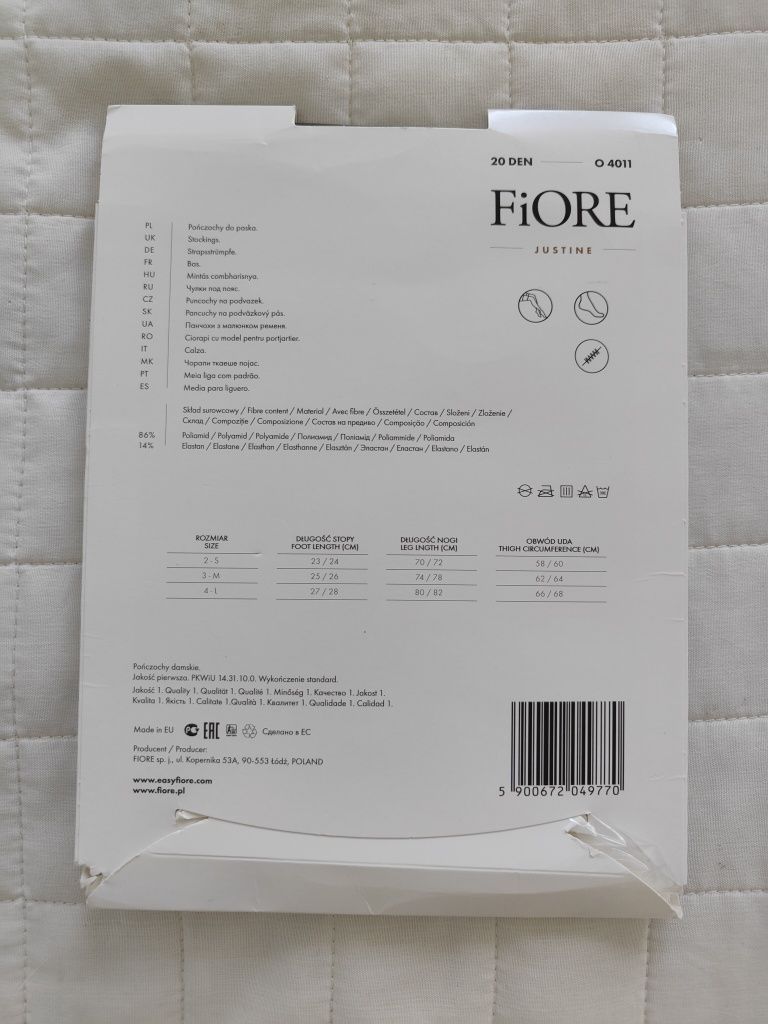 20 DEN O 4011
FiORE
JUSTINE
PL Pończochy do paska.
UK Stockings.
DE Strapsstrümpfe.
FR Bas.
HU Mintás combharisnya.
RU Чулки под пояс.
CZ Puncochy na podvazek.
SK Pancuchy na podväzkový pás.
UA Панчохи з малюнком ременя.
RO Ciorapi cu model pentru portjartier.
IT Calza.
MK Чорапи ткаеше појас.
PT Meia liga com padrão.
ES Media para liguero.
Skład surowcowy / Fibre content / Material / Avec fibre / Összetétel / Состав / Složeni / Zloženie /
Склад / Compoziție / Composizione / Состав на предиво / Composição / Composición
86% Poliamid / Polyamid / Polyamide / Полиамид / Поліамід / Poliammide / Poliamida
14% Elastan / Elastane / Elasthan / Elasthanne / Elasztán / Эластан / Еластан / Elastano / Elastán
ROZMIAR DŁUGOŚĆ STOPY DŁUGOŚĆ NOGI OBWÓD UDA
SIZE FOOT LENGTH (CM) LEG LNGTH (CM) THIGH CIRCUMFERENCE (CM)
2 - S 23 / 24 70 / 72 58 / 60
3 - M 25 / 26 74 / 78 62 / 64
4 - L 27 / 28 80 / 82 66 / 68
Pończochy damskie.
Jakość pierwsza. PKWiU 14.31.10.0. Wykończenie standard.
Jakość 1. Quality 1. Qualität 1. Qualité 1. Minőség 1. Качество 1. Jakost 1.
Kvalita 1. Якість 1. Calitate 1.Qualità 1. Квалитет 1. Qualidade 1. Calidad 1.
Made in EU EAC Сделано в ЕС
Producent / Producer:
FIORE sp. j., ul. Kopernika 53A, 90-553 Łódź, POLAND
www.easyfiore.com
www.fiore.pl
5 900672 049770